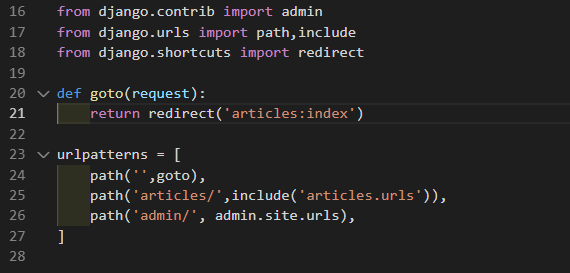 16 from django.contrib import admin
17 from django.urls import path,include
18 from django.shortcuts import redirect
19
20 def goto(request):
21     return redirect('articles:index')
22
23 urlpatterns = [
24     path('',goto),
25     path('articles/',include('articles.urls')),
26     path('admin/', admin.site.urls),
27 ]
28